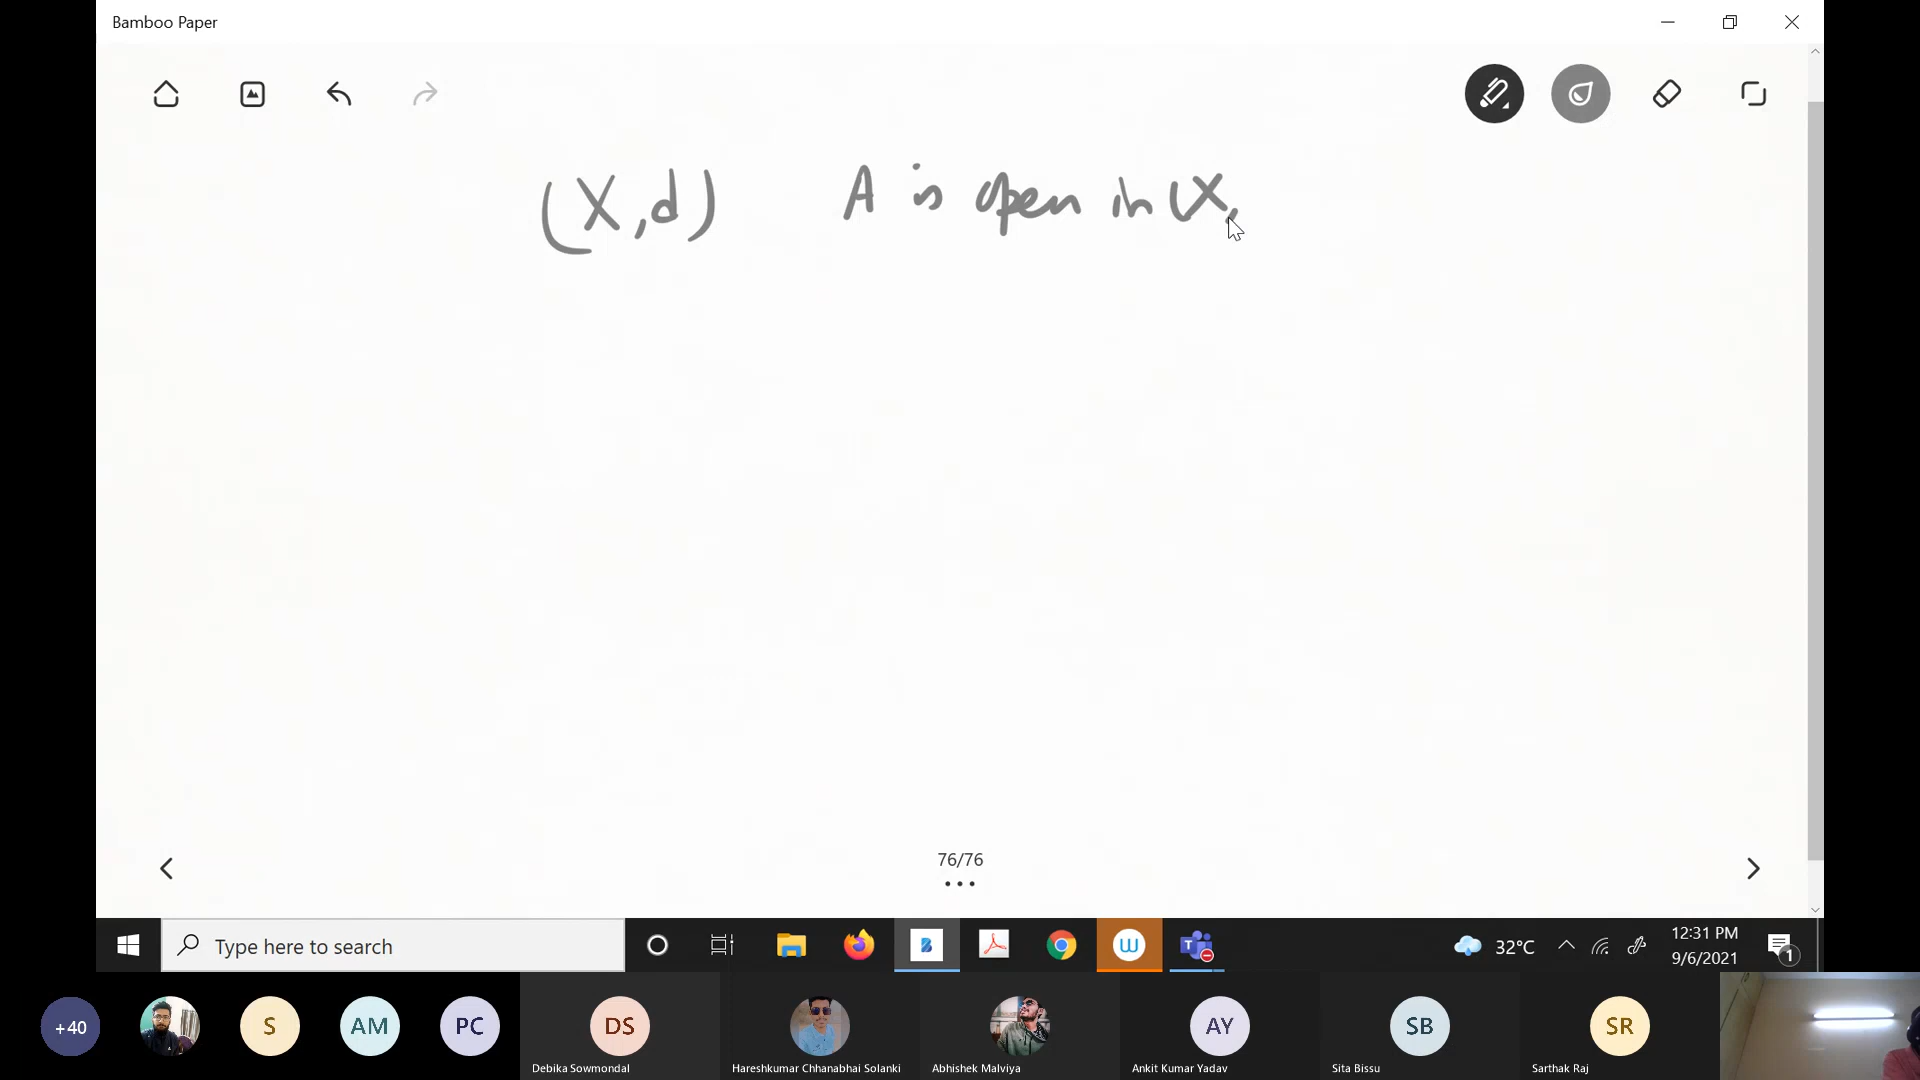 Bamboo Paper
(X,d) A is open in (X,
76/76
Type here to search
32°C
12:31 PM
9/6/2021
1
+40
S
AM
PC
DS
AY
SB
SR
Debika Sowmondal
Hareshkumar Chhanabhai Solanki
Abhishek Malviya
Ankit Kumar Yadav
Sita Bissu
Sarthak Raj